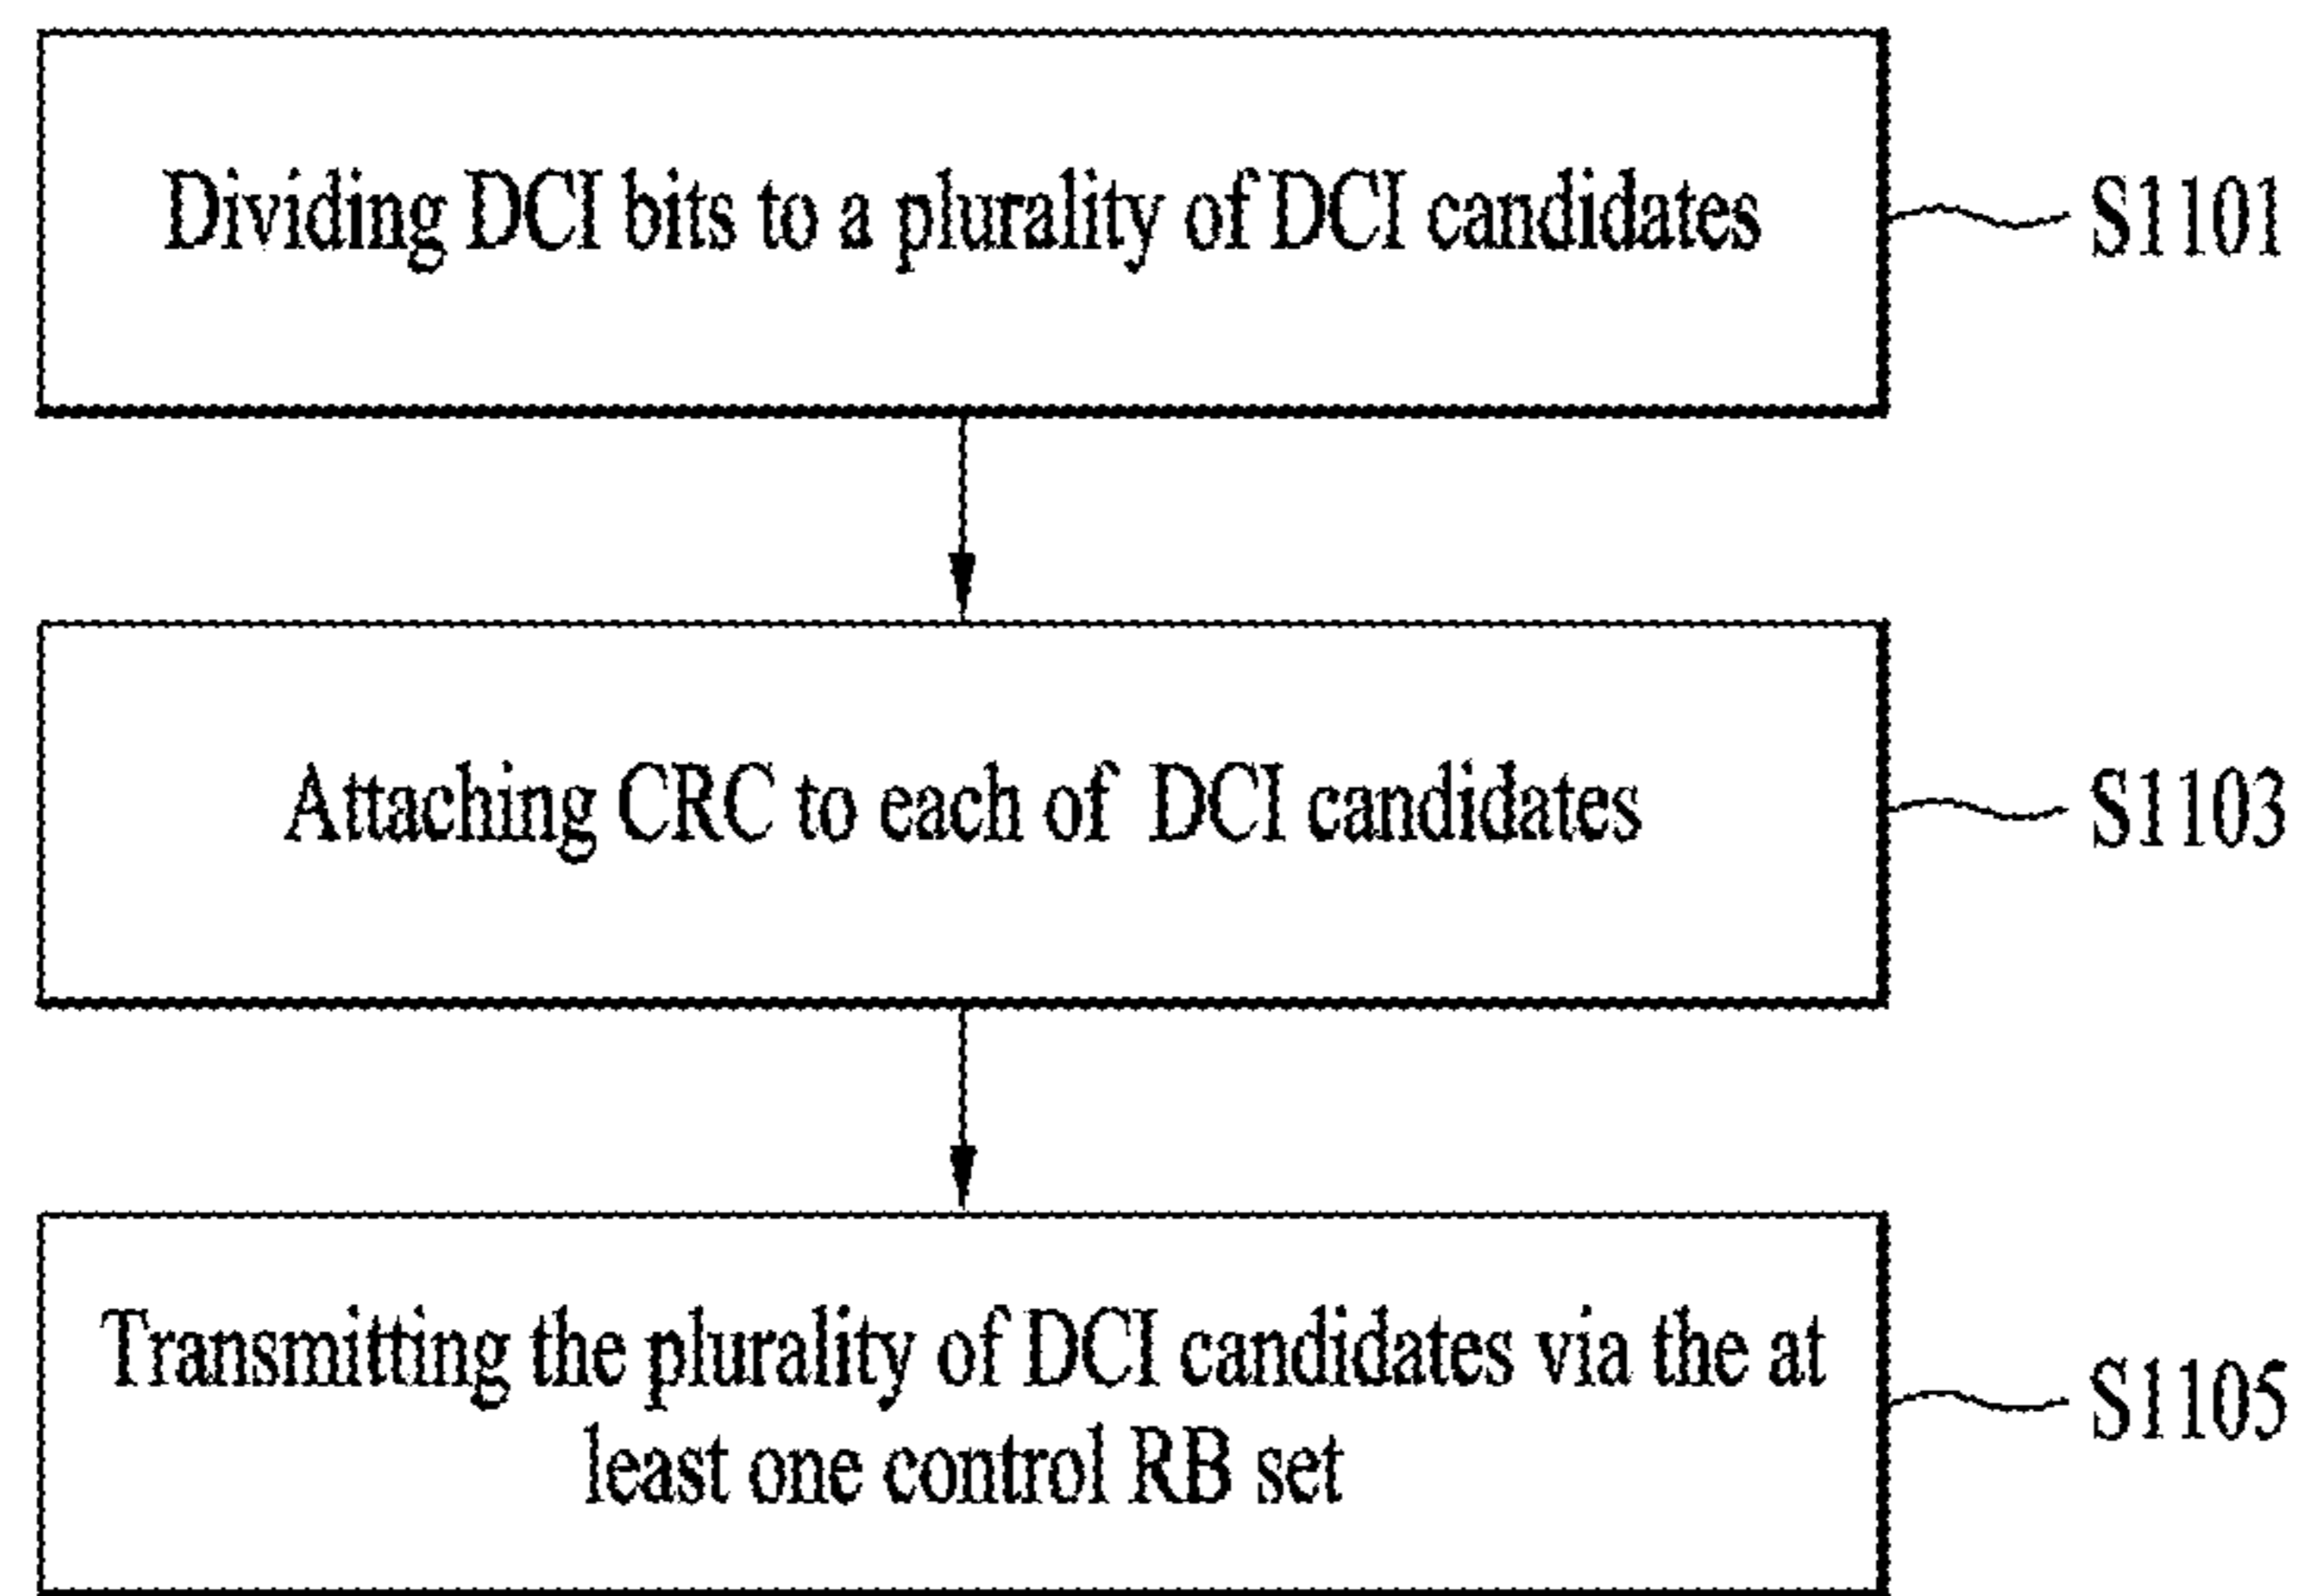 Dividing DCI bits to a plurality of DCI candidates
S1101
Attaching CRC to each of DCI candidates
S1103
Transmitting the plurality of DCI candidates via the at
least one control RB set
S1105